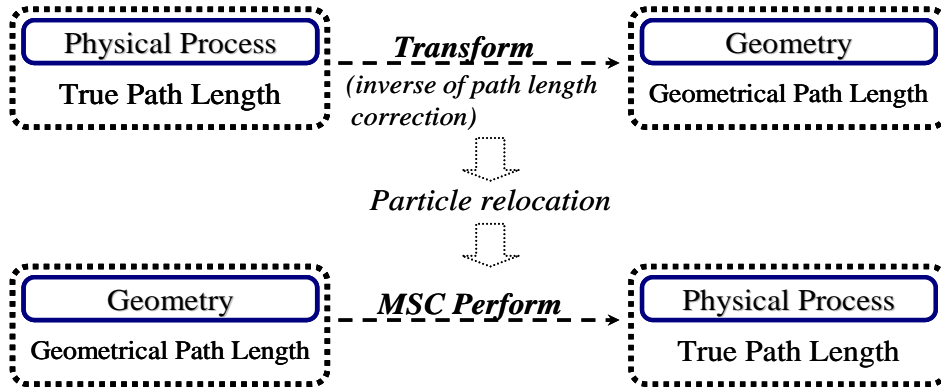 Physical Process
True Path Length
Transform
(inverse of path length
correction)
Geometry
Geometrical Path Length
Particle relocation
Geometry
Geometrical Path Length
MSC Perform
Physical Process
True Path Length